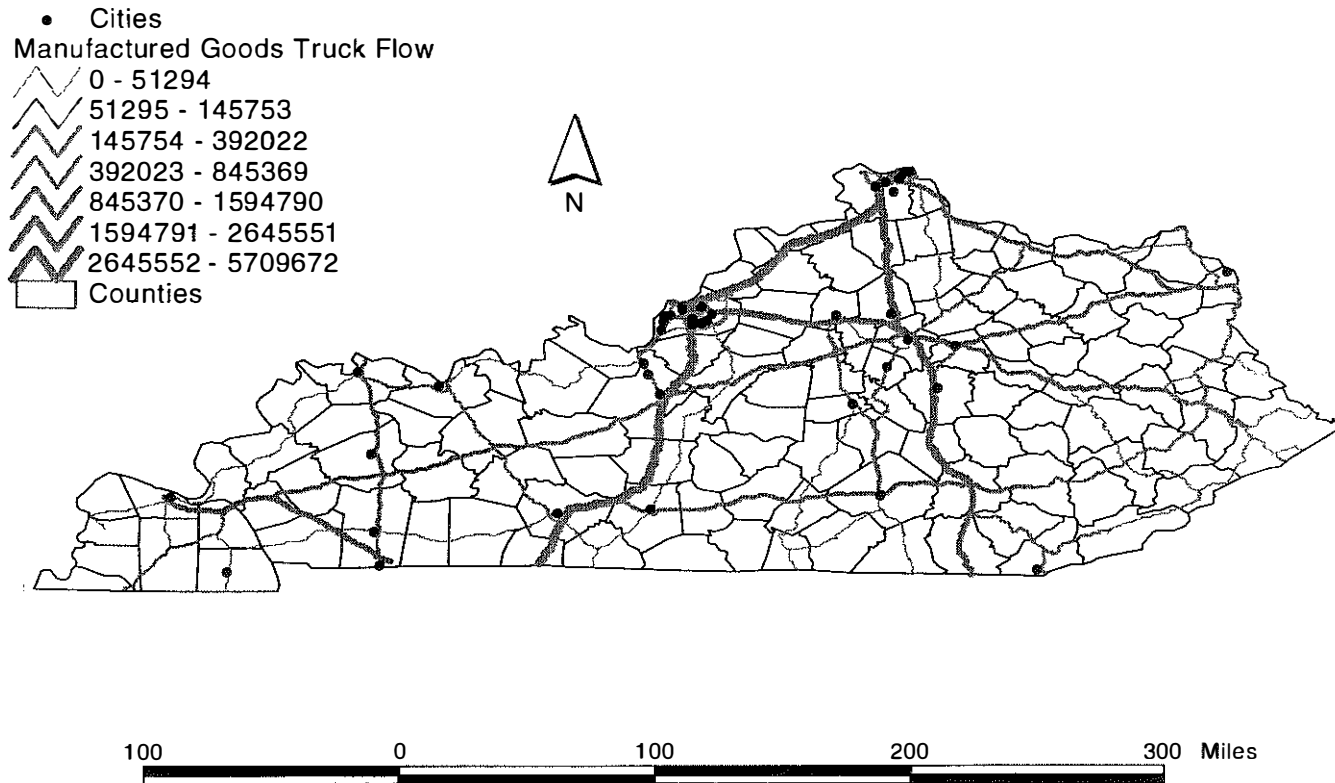 Cities
Manufactured Goods Truck Flow
0 - 51294
51295 - 145753
145754 - 392022
392023 - 845369
845370 - 1594790
1594791 - 2645551
2645552 - 5709672
Counties
N
100 0 100 200 300 Miles